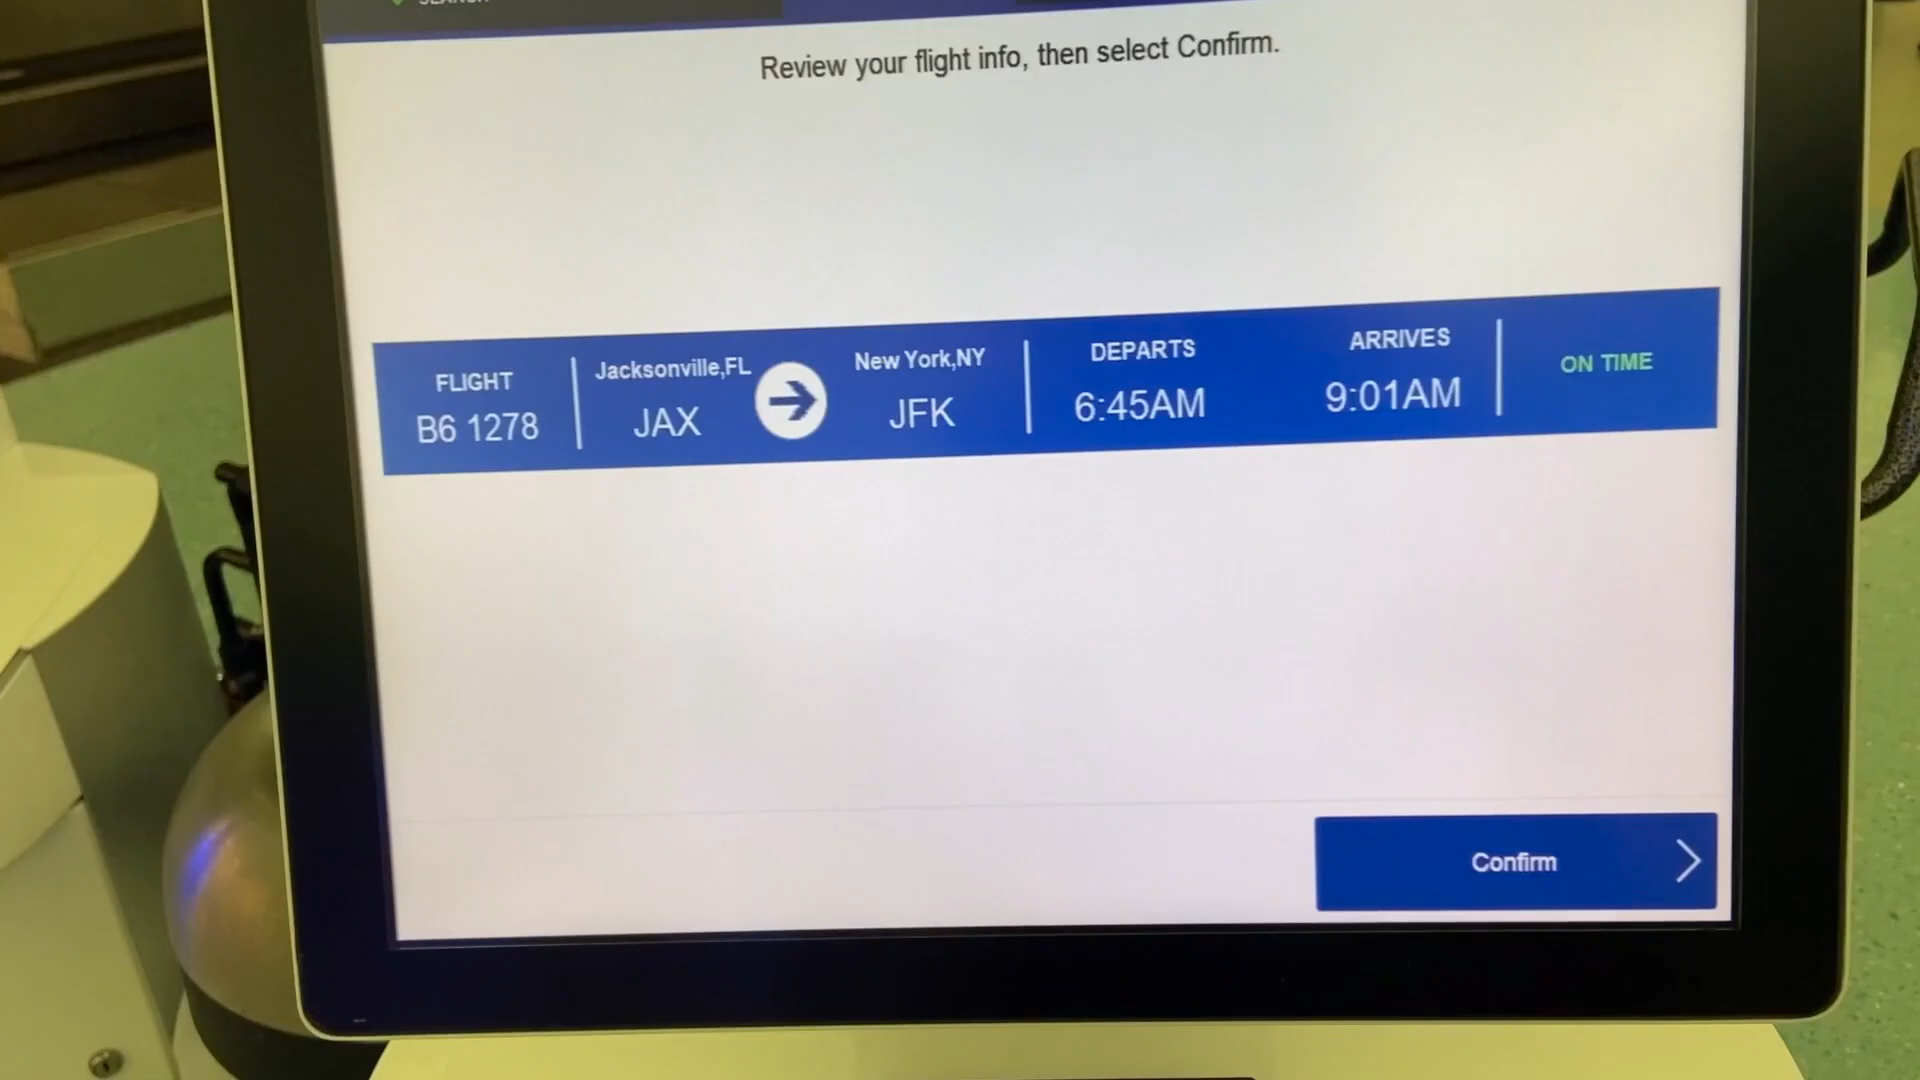 SEARCH
Review your flight info, then select Confirm.
FLIGHT
B6 1278
Jacksonville,FL
JAX
New York,NY
JFK
DEPARTS
6:45AM
ARRIVES
9:01AM
ON TIME
Confirm